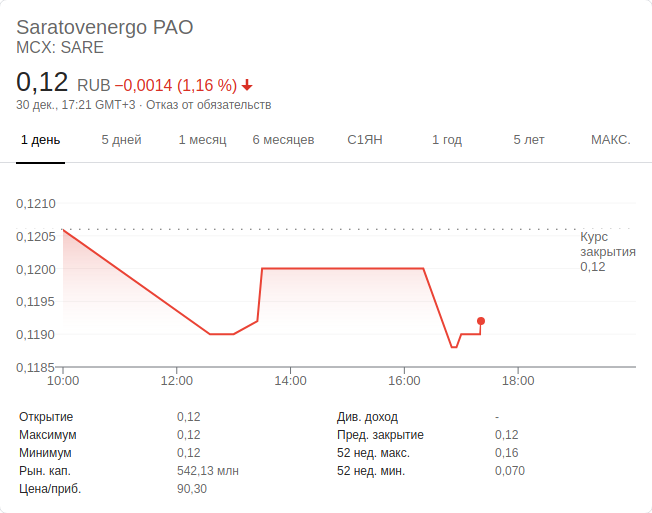 Saratovenergo PAO
MCX: SARE
0,12 RUB −0,0014 (1,16 %)
30 дек., 17:21 GMT+3 · Отказ от обязательств
1 день 5 дней 1 месяц 6 месяцев С1ЯН 1 год 5 лет МАКС.
0,1210
0,1205
0,1200
0,1195
0,1190
0,1185
Курс
закрытия
0,12
10:00 12:00 14:00 16:00 18:00
Открытие 0,12 Див. доход -
Максимум 0,12 Пред. закрытие 0,12
Минимум 0,12 52 нед. макс. 0,16
Рын. кап. 542,13 млн 52 нед. мин. 0,070
Цена/приб. 90,30